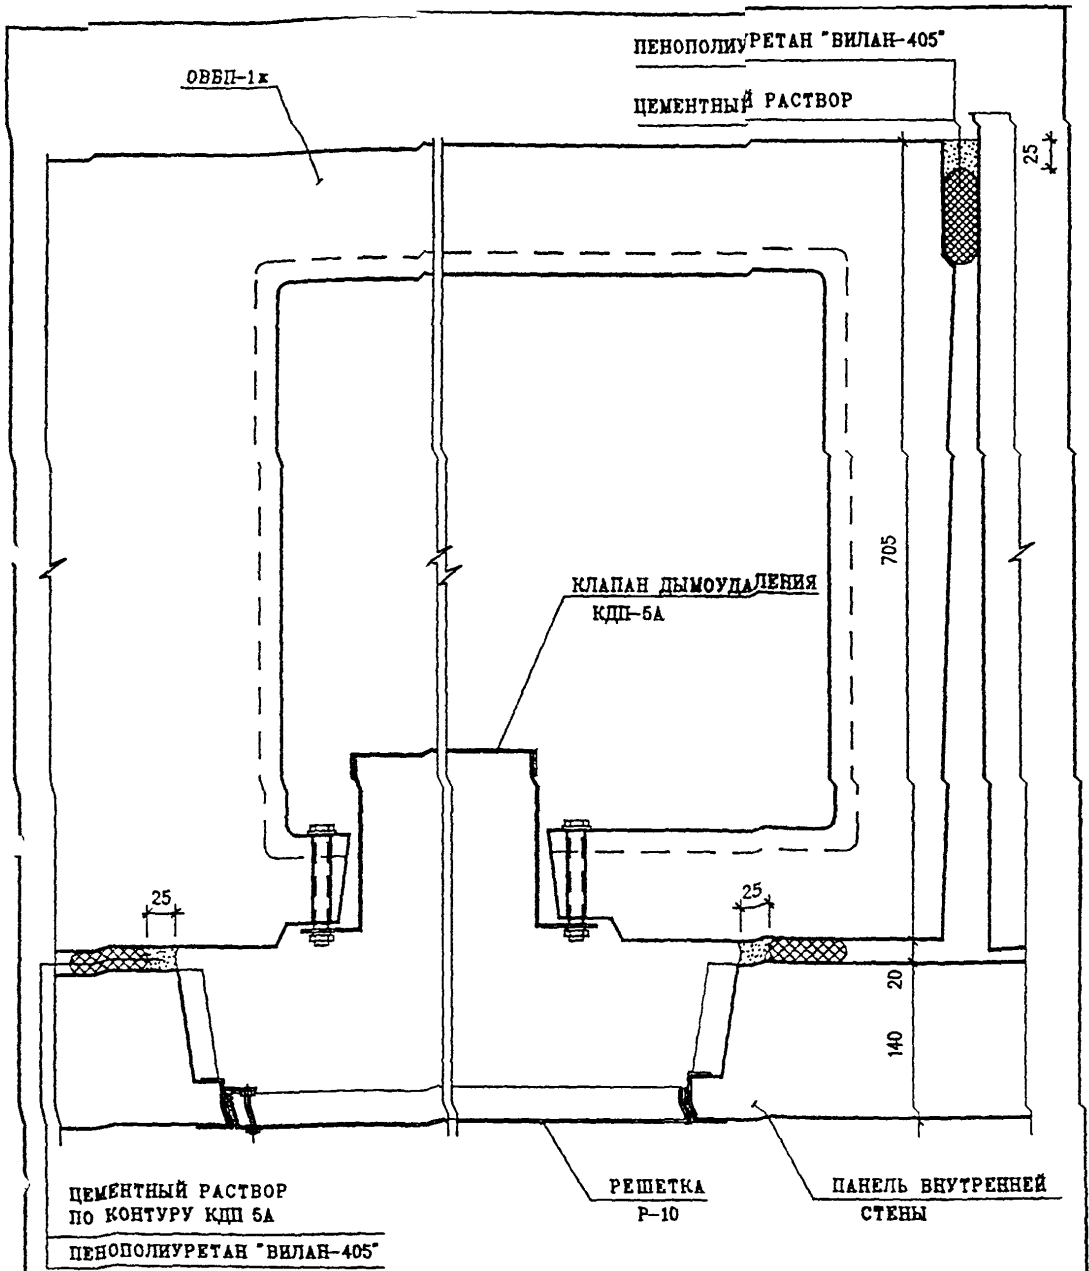 ПЕНОПОЛИУРЕТАН "ВИЛАН-405"
ОВБП-1ж
ЦЕМЕНТНЫЙ РАСТВОР
25
705
КЛАПАН ДЫМОУДАЛЕНИЯ
КДП-5А
25
25
20
140
ЦЕМЕНТНЫЙ РАСТВОР
ПО КОНТУРУ КДП 5А
ПЕНОПОЛИУРЕТАН "ВИЛАН-405"
РЕШЕТКА
Р-10
ПАНЕЛЬ ВНУТРЕННЕЙ
СТЕНЫ